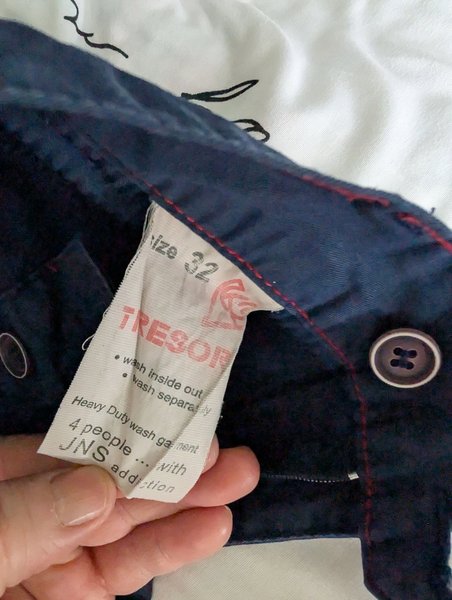 size 32
TRESOR
• wash inside out
• wash separately
Heavy Duty wash garment
4 people ... with
JNS addiction